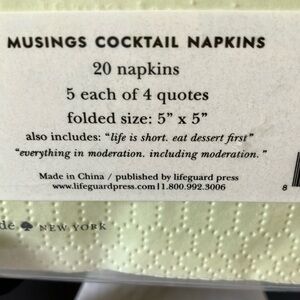 MUSINGS COCKTAIL NAPKINS
20 napkins
5 each of 4 quotes
folded size: 5" x 5"
also includes: "life is short. eat dessert first"
"everything in moderation. including moderation."
Made in China / published by lifeguard press
www.lifeguardpress.com | 1.800.992.3006
8
de ♠ NEW YORK